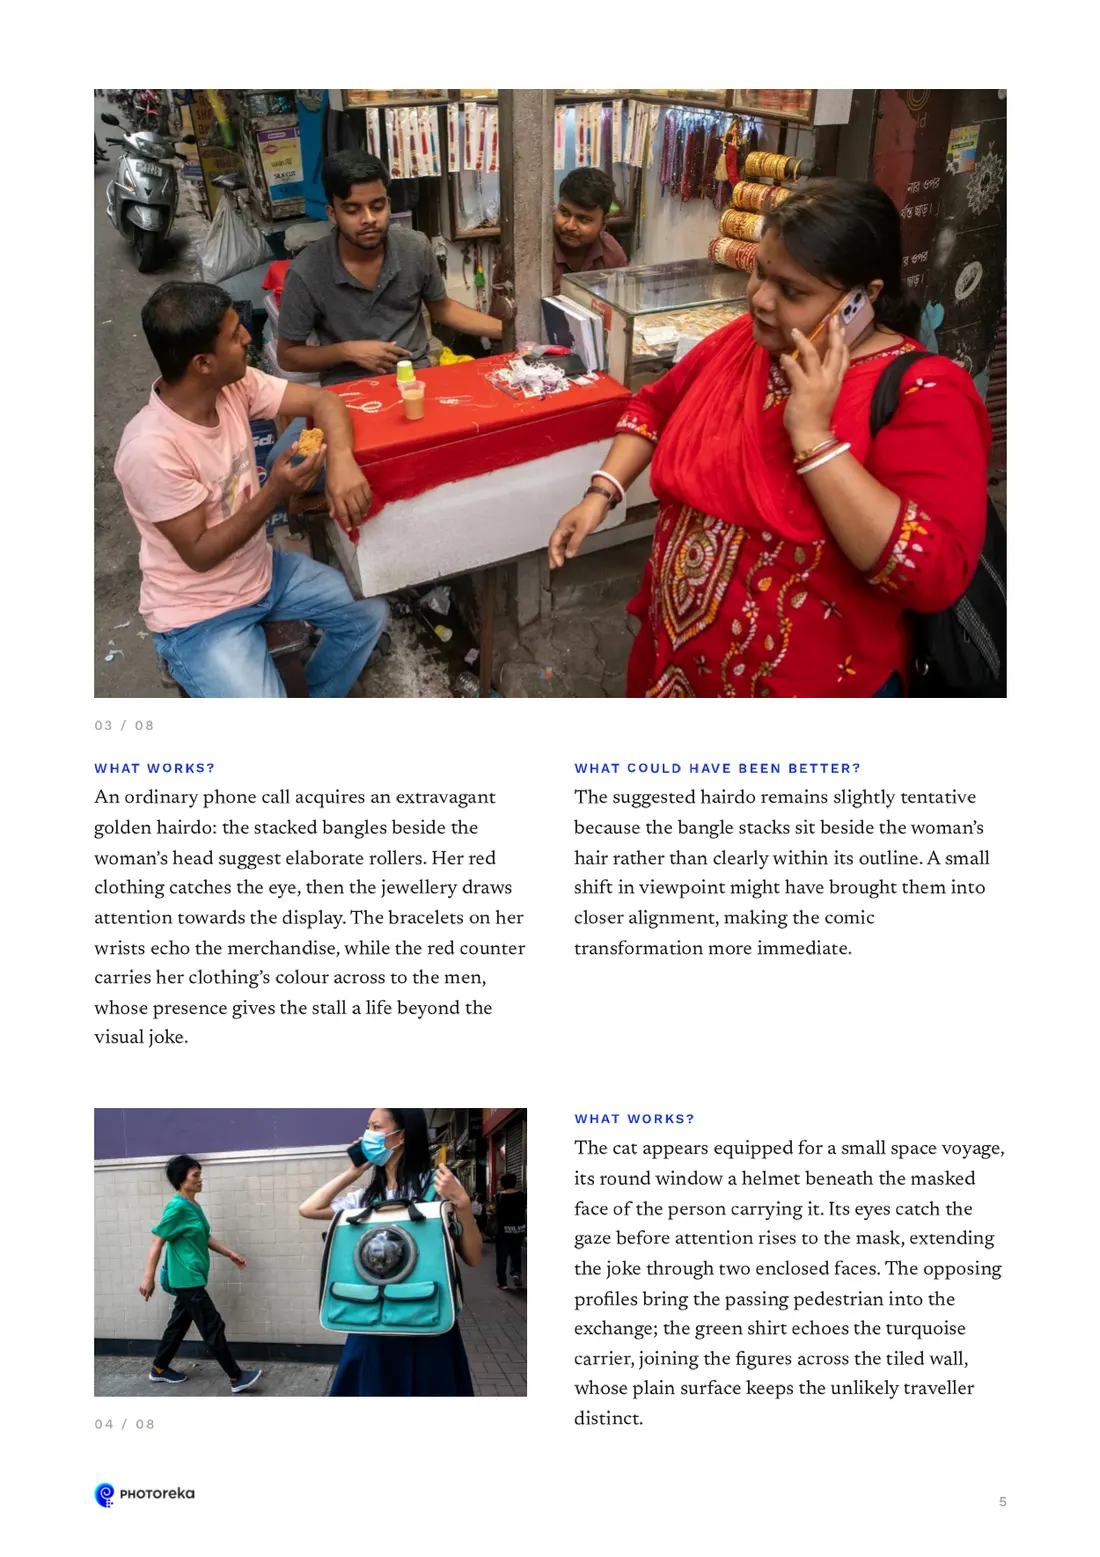 SILK CUT
নার ওপর
র ওপর
03 / 08
WHAT WORKS?
An ordinary phone call acquires an extravagant
golden hairdo: the stacked bangles beside the
woman’s head suggest elaborate rollers. Her red
clothing catches the eye, then the jewellery draws
attention towards the display. The bracelets on her
wrists echo the merchandise, while the red counter
carries her clothing’s colour across to the men,
whose presence gives the stall a life beyond the
visual joke.
WHAT COULD HAVE BEEN BETTER?
The suggested hairdo remains slightly tentative
because the bangle stacks sit beside the woman’s
hair rather than clearly within its outline. A small
shift in viewpoint might have brought them into
closer alignment, making the comic
transformation more immediate.
04 / 08
WHAT WORKS?
The cat appears equipped for a small space voyage,
its round window a helmet beneath the masked
face of the person carrying it. Its eyes catch the
gaze before attention rises to the mask, extending
the joke through two enclosed faces. The opposing
profiles bring the passing pedestrian into the
exchange; the green shirt echoes the turquoise
carrier, joining the figures across the tiled wall,
whose plain surface keeps the unlikely traveller
distinct.
PHOTOREKA
5